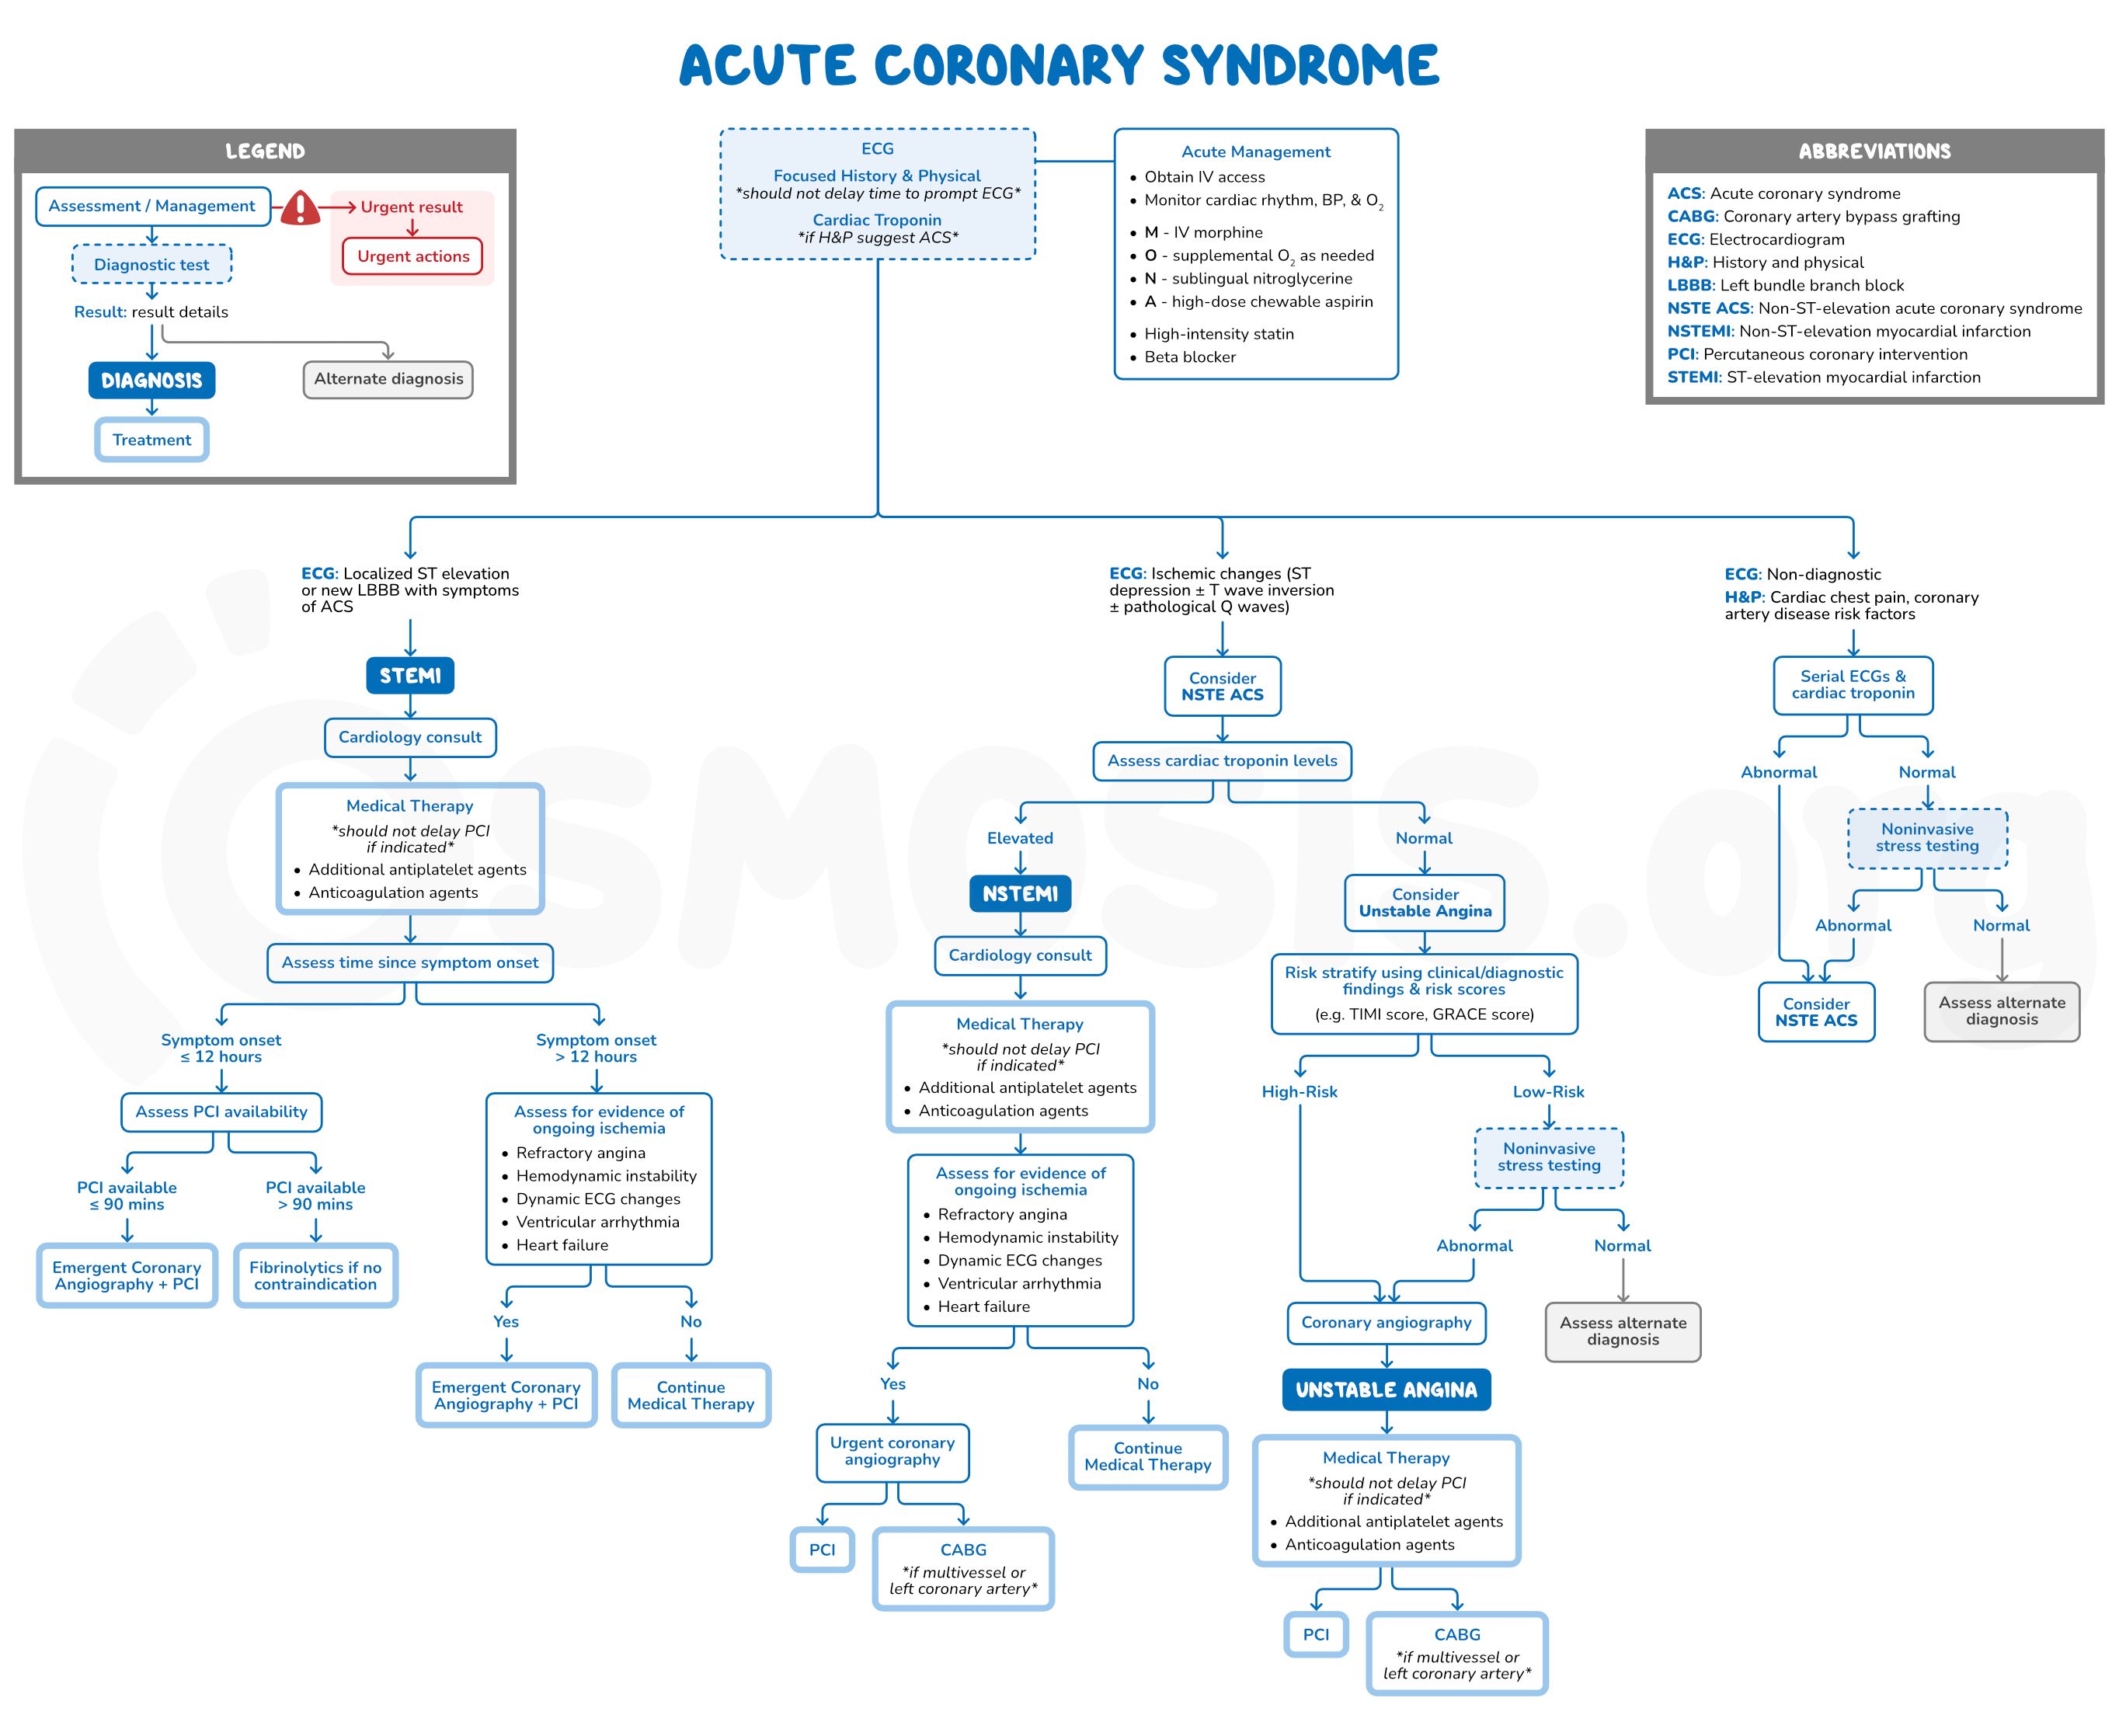 ACUTE CORONARY SYNDROME
LEGEND
Assessment / Management
Urgent result
Urgent actions
Diagnostic test
Result: result details
DIAGNOSIS
Alternate diagnosis
Treatment
ECG
Focused History & Physical
*should not delay time to prompt ECG*
Cardiac Troponin
*if H&P suggest ACS*
Acute Management
• Obtain IV access
• Monitor cardiac rhythm, BP, & O₂
• M - IV morphine
• O - supplemental O₂ as needed
• N - sublingual nitroglycerine
• A - high-dose chewable aspirin
• High-intensity statin
• Beta blocker
ABBREVIATIONS
ACS: Acute coronary syndrome
CABG: Coronary artery bypass grafting
ECG: Electrocardiogram
H&P: History and physical
LBBB: Left bundle branch block
NSTE ACS: Non-ST-elevation acute coronary syndrome
NSTEMI: Non-ST-elevation myocardial infarction
PCI: Percutaneous coronary intervention
STEMI: ST-elevation myocardial infarction
ECG: Localized ST elevation
or new LBBB with symptoms
of ACS
STEMI
Cardiology consult
Medical Therapy
*should not delay PCI
if indicated*
• Additional antiplatelet agents
• Anticoagulation agents
Assess time since symptom onset
Symptom onset
≤ 12 hours
Assess PCI availability
PCI available
≤ 90 mins
Emergent Coronary
Angiography + PCI
PCI available
> 90 mins
Fibrinolytics if no
contraindication
Symptom onset
> 12 hours
Assess for evidence of
ongoing ischemia
• Refractory angina
• Hemodynamic instability
• Dynamic ECG changes
• Ventricular arrhythmia
• Heart failure
Yes
Emergent Coronary
Angiography + PCI
No
Continue
Medical Therapy
ECG: Ischemic changes (ST
depression ± T wave inversion
± pathological Q waves)
Consider
NSTE ACS
Assess cardiac troponin levels
Elevated
NSTEMI
Cardiology consult
Medical Therapy
*should not delay PCI
if indicated*
• Additional antiplatelet agents
• Anticoagulation agents
Assess for evidence of
ongoing ischemia
• Refractory angina
• Hemodynamic instability
• Dynamic ECG changes
• Ventricular arrhythmia
• Heart failure
Yes
Urgent coronary
angiography
PCI
CABG
*if multivessel or
left coronary artery*
No
Continue
Medical Therapy
Normal
Consider
Unstable Angina
Risk stratify using clinical/diagnostic
findings & risk scores
(e.g. TIMI score, GRACE score)
High-Risk
Low-Risk
Noninvasive
stress testing
Abnormal
Normal
Coronary angiography
Assess alternate
diagnosis
UNSTABLE ANGINA
Medical Therapy
*should not delay PCI
if indicated*
• Additional antiplatelet agents
• Anticoagulation agents
PCI
CABG
*if multivessel or
left coronary artery*
ECG: Non-diagnostic
H&P: Cardiac chest pain, coronary
artery disease risk factors
Serial ECGs &
cardiac troponin
Abnormal
Normal
Noninvasive
stress testing
Abnormal
Normal
Consider
NSTE ACS
Assess alternate
diagnosis
OSMOSIS.org